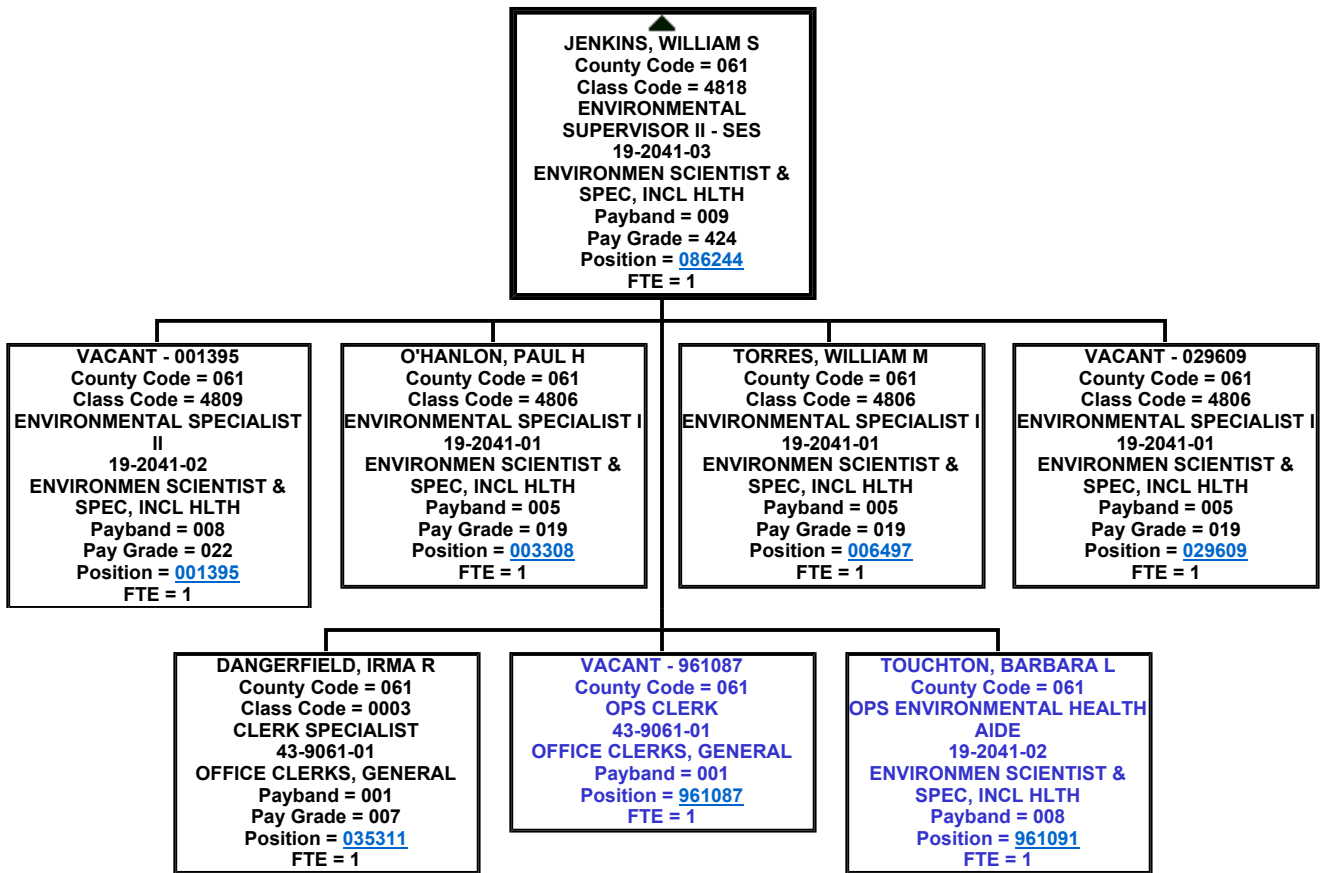 JENKINS, WILLIAM S
County Code = 061
Class Code = 4818
ENVIRONMENTAL
SUPERVISOR II - SES
19-2041-03
ENVIRONMEN SCIENTIST &
SPEC, INCL HLTH
Payband = 009
Pay Grade = 424
Position = 086244
FTE = 1
VACANT - 001395
County Code = 061
Class Code = 4809
ENVIRONMENTAL SPECIALIST
II
19-2041-02
ENVIRONMEN SCIENTIST &
SPEC, INCL HLTH
Payband = 008
Pay Grade = 022
Position = 001395
FTE = 1
O'HANLON, PAUL H
County Code = 061
Class Code = 4806
ENVIRONMENTAL SPECIALIST I
19-2041-01
ENVIRONMEN SCIENTIST &
SPEC, INCL HLTH
Payband = 005
Pay Grade = 019
Position = 003308
FTE = 1
TORRES, WILLIAM M
County Code = 061
Class Code = 4806
ENVIRONMENTAL SPECIALIST I
19-2041-01
ENVIRONMEN SCIENTIST &
SPEC, INCL HLTH
Payband = 005
Pay Grade = 019
Position = 006497
FTE = 1
VACANT - 029609
County Code = 061
Class Code = 4806
ENVIRONMENTAL SPECIALIST I
19-2041-01
ENVIRONMEN SCIENTIST &
SPEC, INCL HLTH
Payband = 005
Pay Grade = 019
Position = 029609
FTE = 1
DANGERFIELD, IRMA R
County Code = 061
Class Code = 0003
CLERK SPECIALIST
43-9061-01
OFFICE CLERKS, GENERAL
Payband = 001
Pay Grade = 007
Position = 035311
FTE = 1
VACANT - 961087
County Code = 061
OPS CLERK
43-9061-01
OFFICE CLERKS, GENERAL
Payband = 001
Position = 961087
FTE = 1
TOUCHTON, BARBARA L
County Code = 061
OPS ENVIRONMENTAL HEALTH
AIDE
19-2041-02
ENVIRONMEN SCIENTIST &
SPEC, INCL HLTH
Payband = 008
Position = 961091
FTE = 1